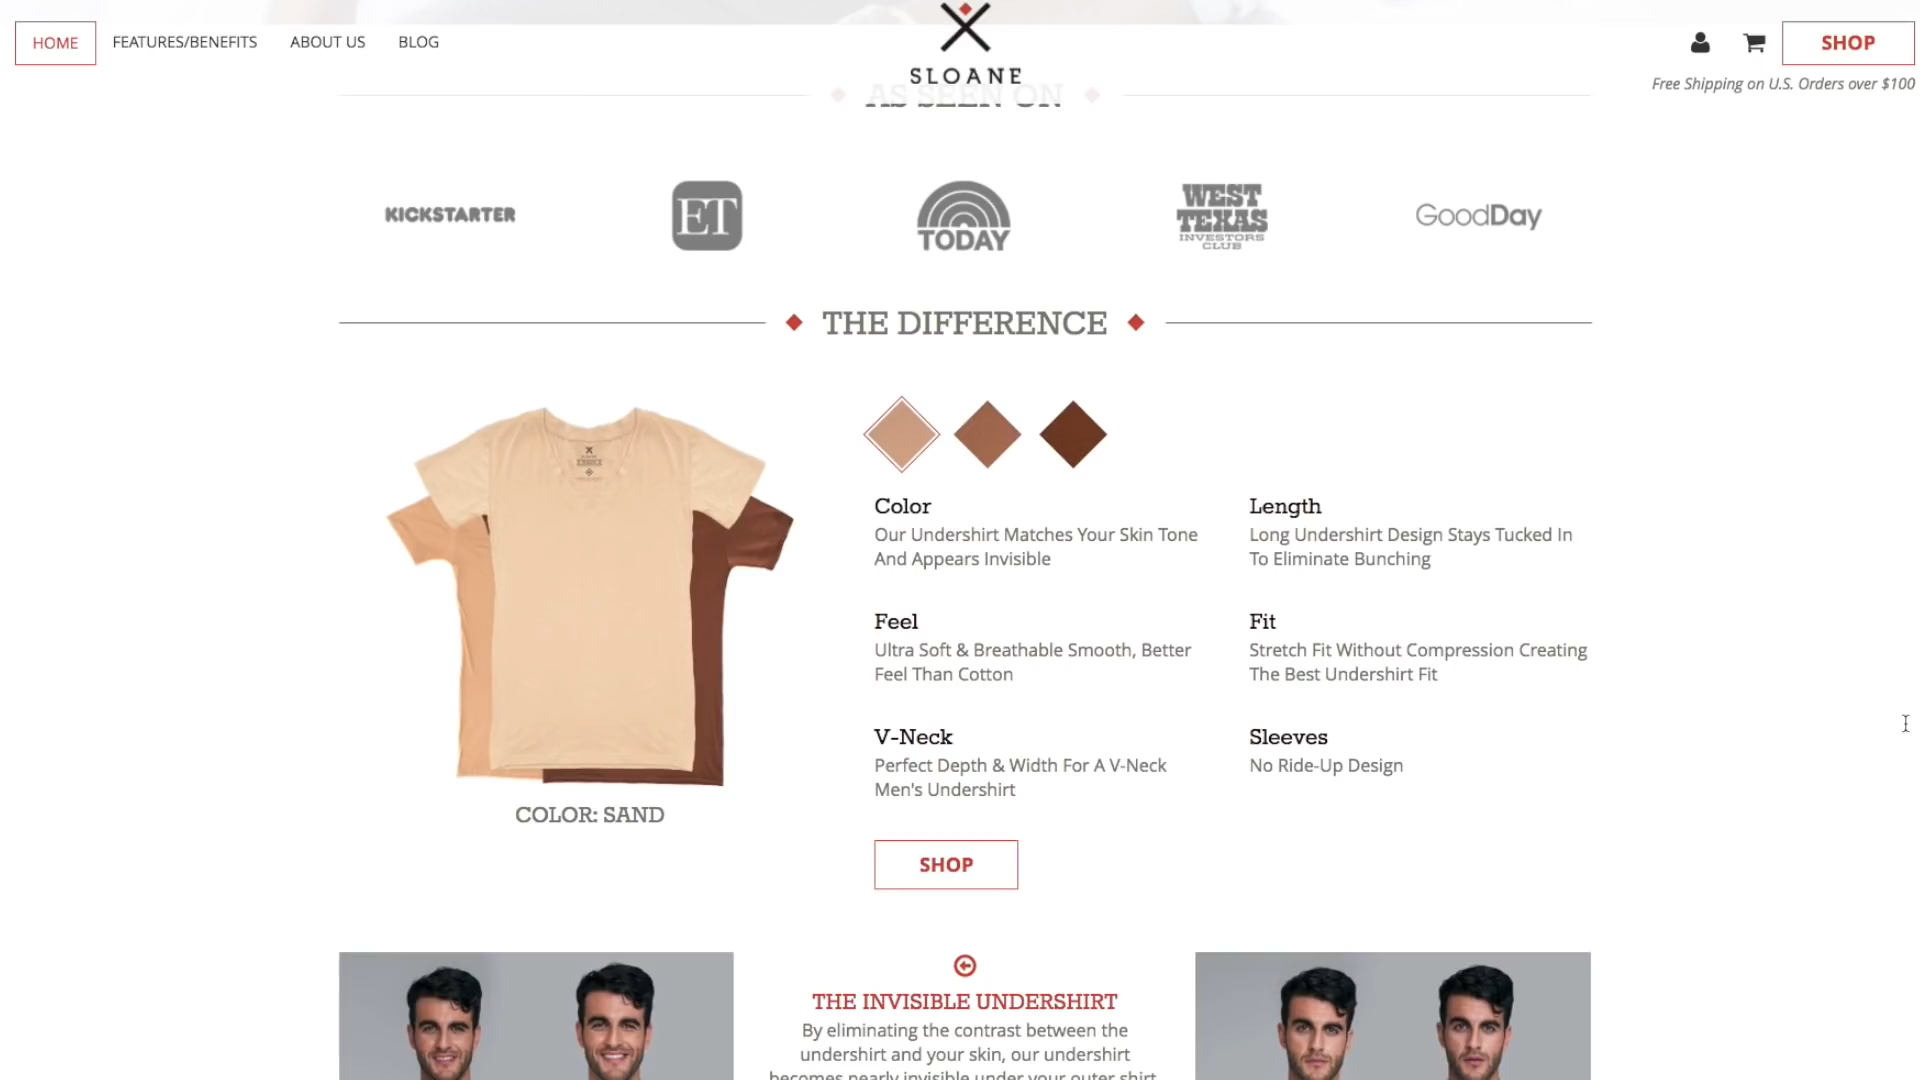 HOME
FEATURES/BENEFITS
ABOUT US
BLOG
SLOANE
SHOP
Free Shipping on U.S. Orders over $100
AS SEEN ON
KICKSTARTER
ET
TODAY
WEST
TEXAS
INVESTORS
CLUB
GoodDay
THE DIFFERENCE
COLOR: SAND
Color
Our Undershirt Matches Your Skin Tone
And Appears Invisible
Length
Long Undershirt Design Stays Tucked In
To Eliminate Bunching
Feel
Ultra Soft & Breathable Smooth, Better
Feel Than Cotton
Fit
Stretch Fit Without Compression Creating
The Best Undershirt Fit
V-Neck
Perfect Depth & Width For A V-Neck
Men's Undershirt
Sleeves
No Ride-Up Design
SHOP
THE INVISIBLE UNDERSHIRT
By eliminating the contrast between the
undershirt and your skin, our undershirt
becomes nearly invisible under your outer shirt.